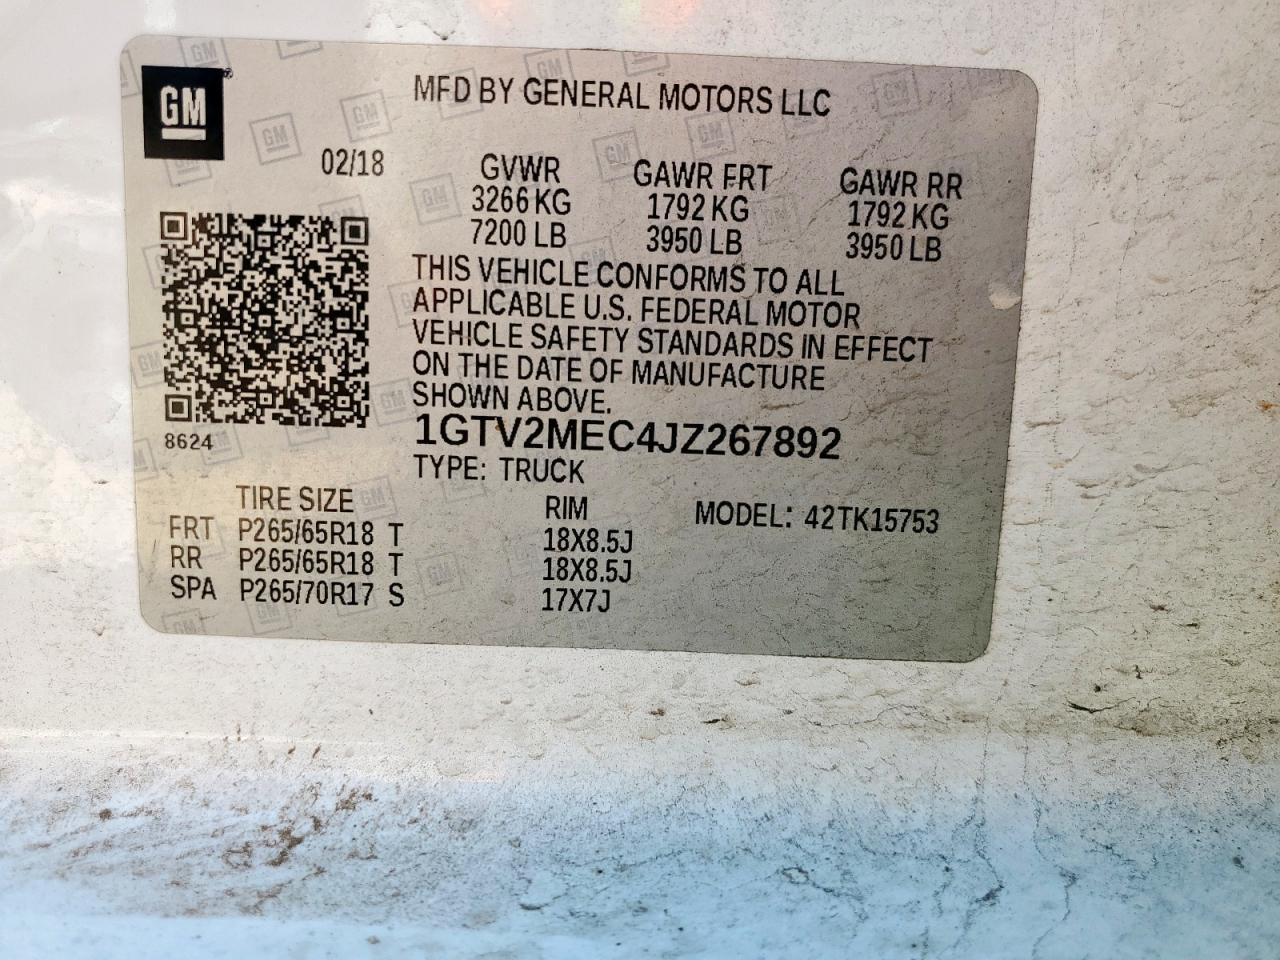 GM
MFD BY GENERAL MOTORS LLC
02/18
GVWR GAWR FRT GAWR RR
3266 KG 1792 KG 1792 KG
7200 LB 3950 LB 3950 LB
THIS VEHICLE CONFORMS TO ALL
APPLICABLE U.S. FEDERAL MOTOR
VEHICLE SAFETY STANDARDS IN EFFECT
ON THE DATE OF MANUFACTURE
SHOWN ABOVE.
8624
1GTV2MEC4JZ267892
TYPE: TRUCK
TIRE SIZE RIM MODEL: 42TK15753
FRT P265/65R18 T 18X8.5J
RR P265/65R18 T 18X8.5J
SPA P265/70R17 S 17X7J